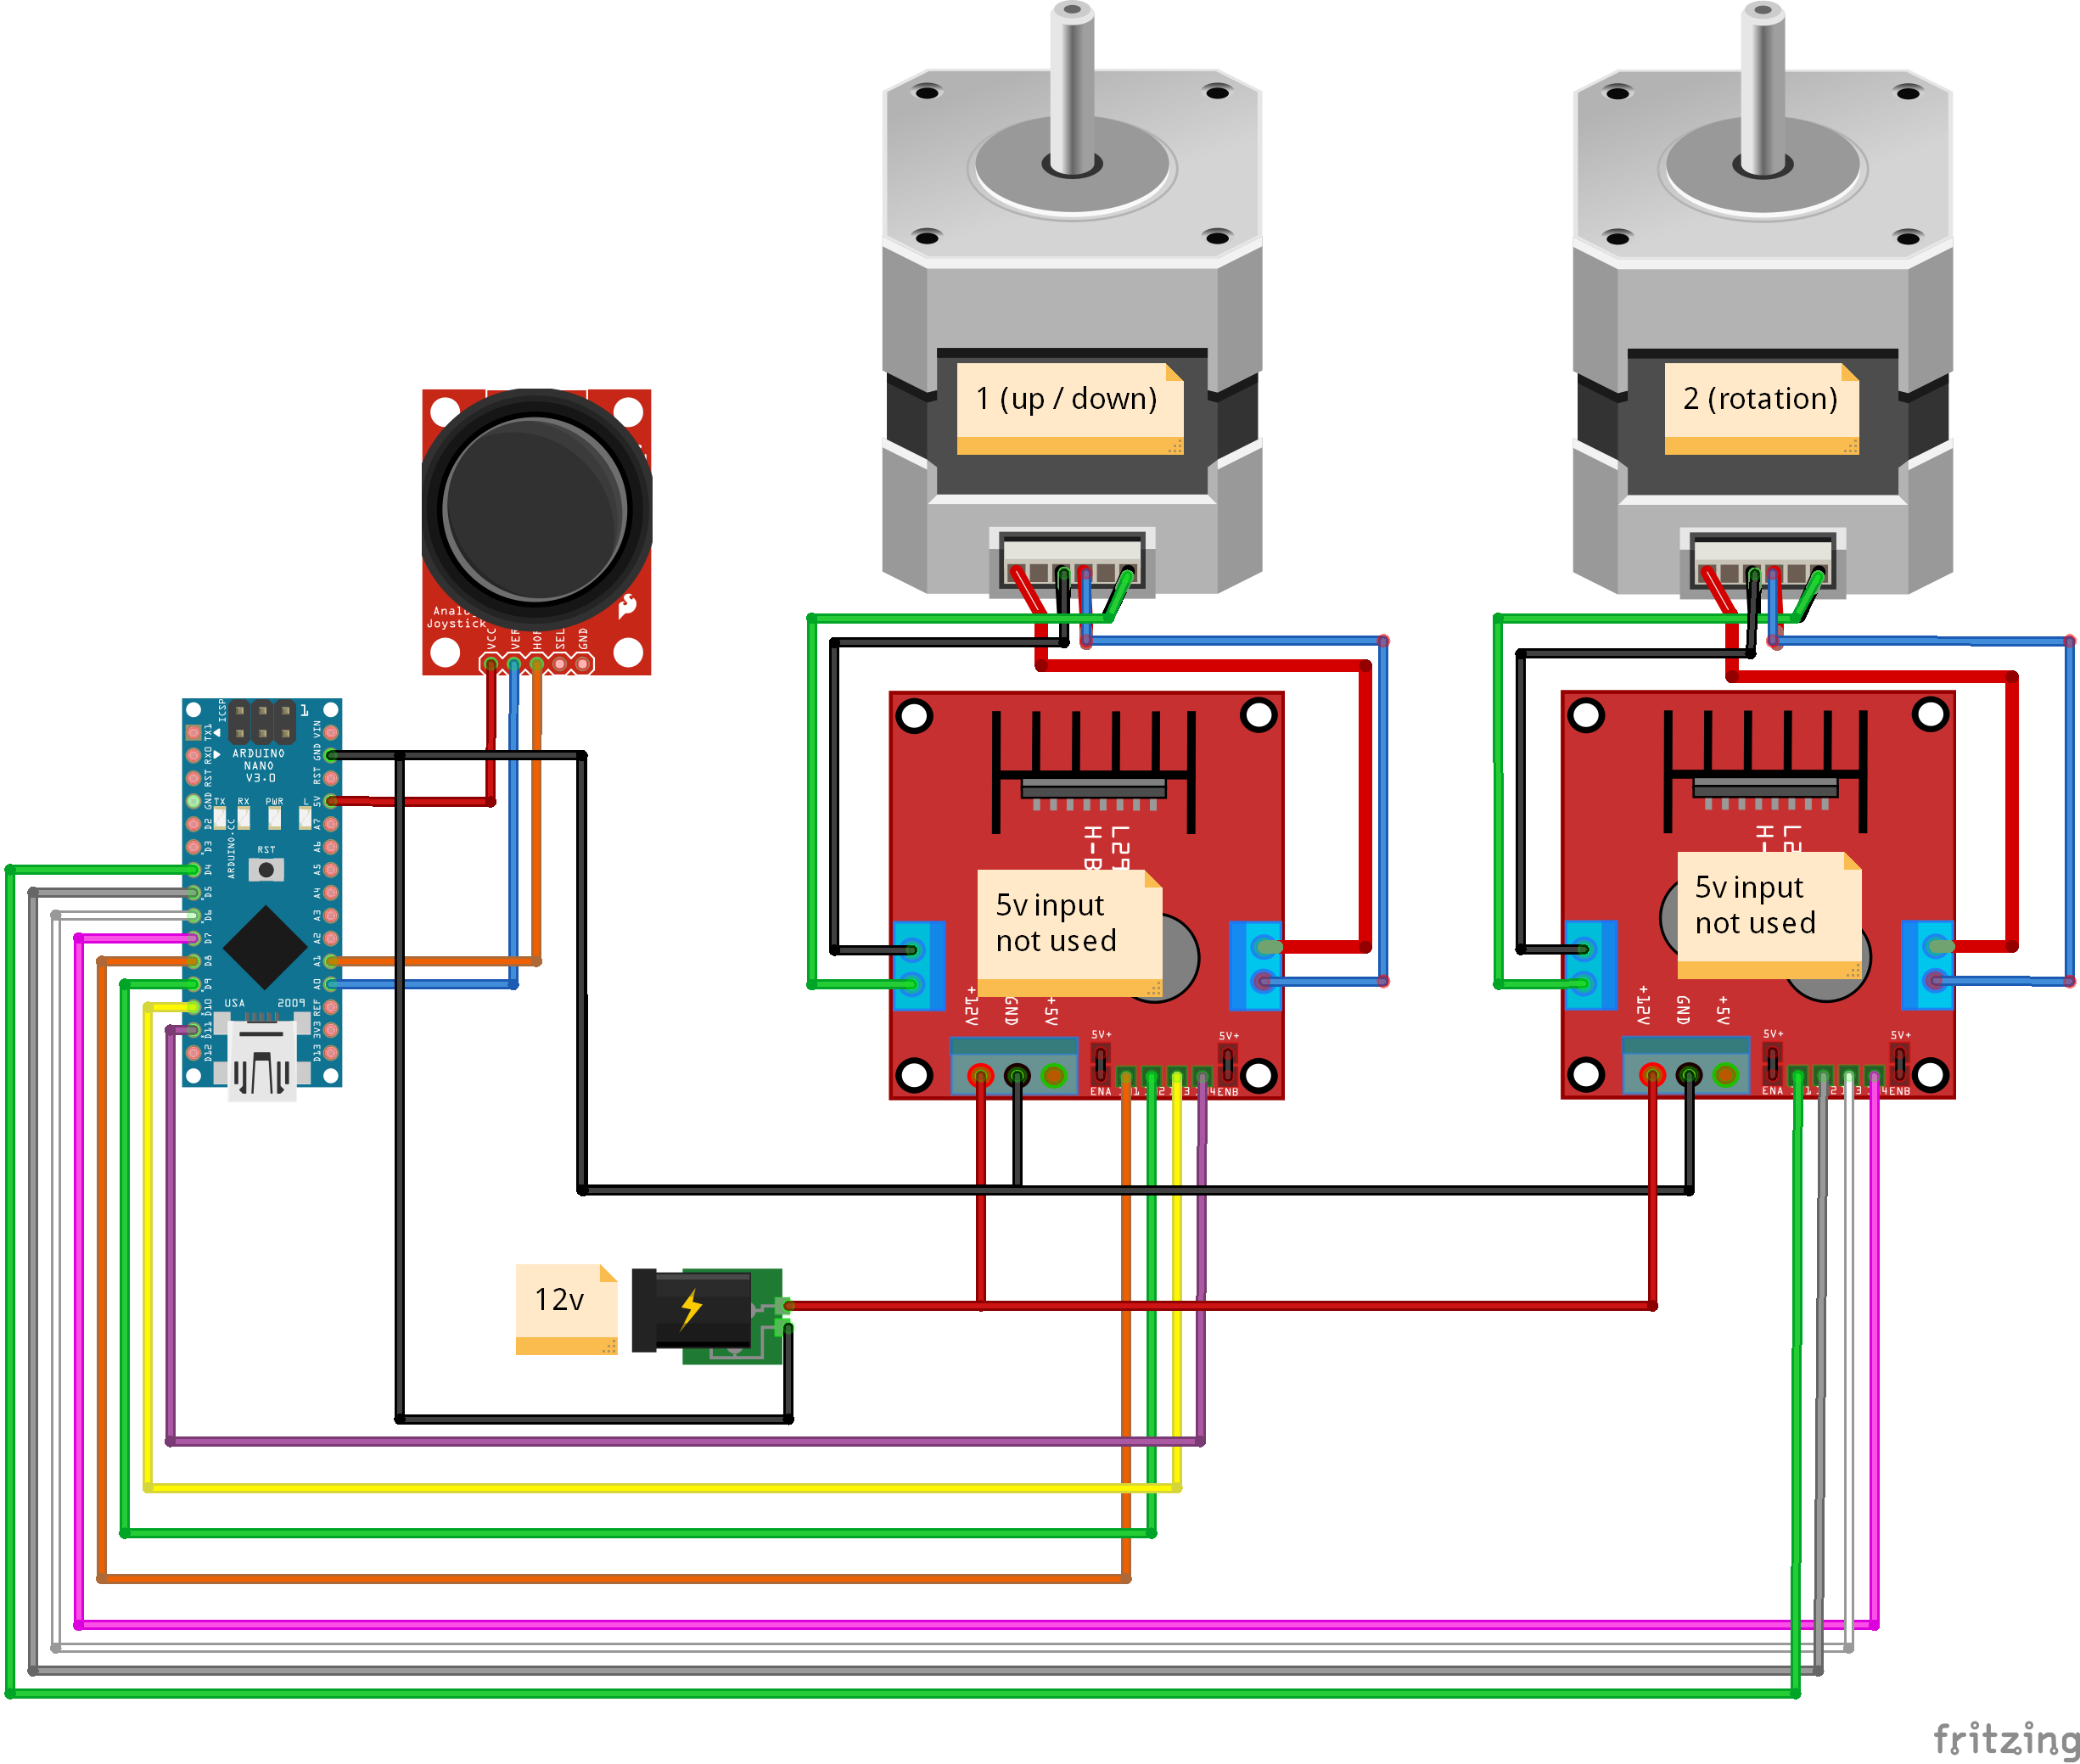 1 (up / down)
2 (rotation)
Analog
Joystick
VCC
VER
HOR
SEL
GND
ICSP
1
ARDUINO
NANO
V3.0
TX
RX
PWR
L
RST
ARDUINO.CC
USA
2009
TX1
RX0
RST
GND
D2
D3
D4
D5
D6
D7
D8
D9
D10
D11
D12
VIN
GND
RST
5V
A7
A6
A5
A4
A3
A2
A1
A0
REF
3V3
D13
L29
H-B
5v input
not used
+12V
GND
+5V
5V+
5V+
ENA
1
2
3
4
ENB
L2
H-
5v input
not used
+12V
GND
+5V
5V+
5V+
ENA
1
2
3
4
ENB
12v
fritzing